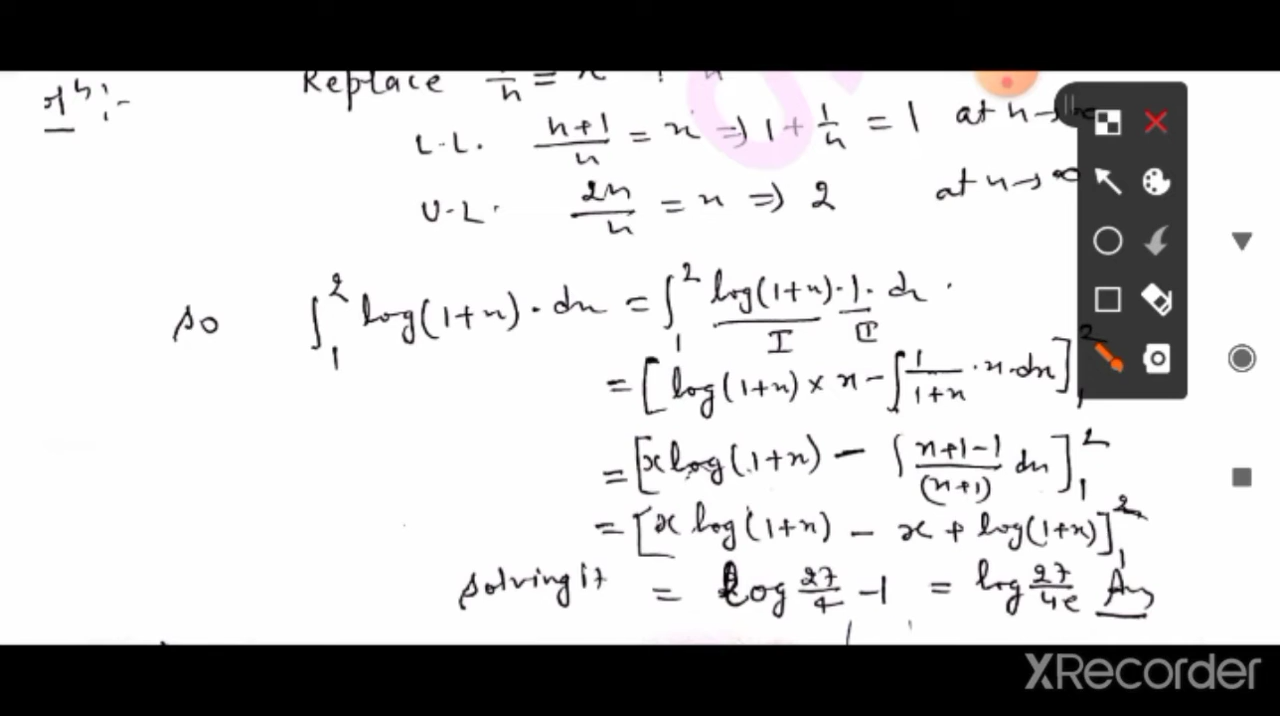 Replace 1/n = x
L.L. (n+1)/n = x ⇒ 1 + 1/n = 1 at n→∞
U.L. 2n/n = x ⇒ 2 at n→∞
so ∫₁² log(1+x)·dx = ∫₁² log(1+x)·1·dx
I II
= [log(1+x) × x − ∫ 1/(1+x) ·x·dx]₁²
= [x log(1+x) − ∫ (x+1−1)/(x+1) dx]₁²
= [x log(1+x) − x + log(1+x)]₁²
solving it = log 27/4 −1 = log 27/4e Ans
XRecorder